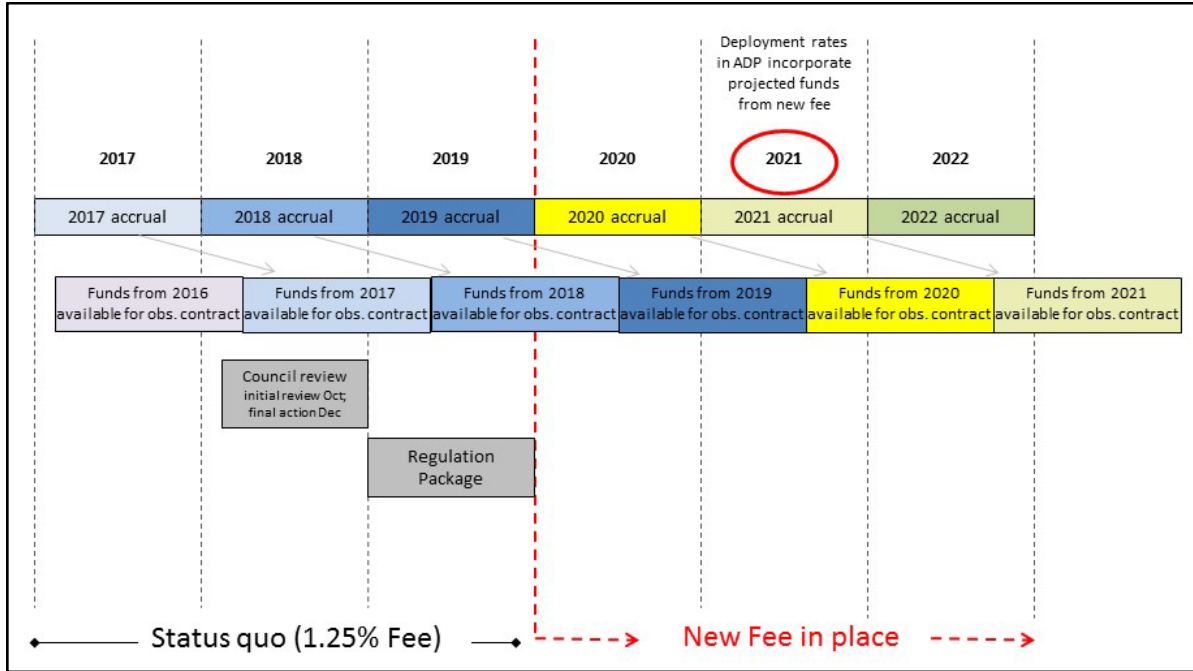 Deployment rates
in ADP incorporate
projected funds
from new fee
2017
2018
2019
2020
2021
2022
2017 accrual
2018 accrual
2019 accrual
2020 accrual
2021 accrual
2022 accrual
Funds from 2016
available for obs. contract
Funds from 2017
available for obs. contract
Funds from 2018
available for obs. contract
Funds from 2019
available for obs. contract
Funds from 2020
available for obs. contract
Funds from 2021
available for obs. contract
Council review
initial review Oct;
final action Dec
Regulation
Package
Status quo (1.25% Fee)
New Fee in place